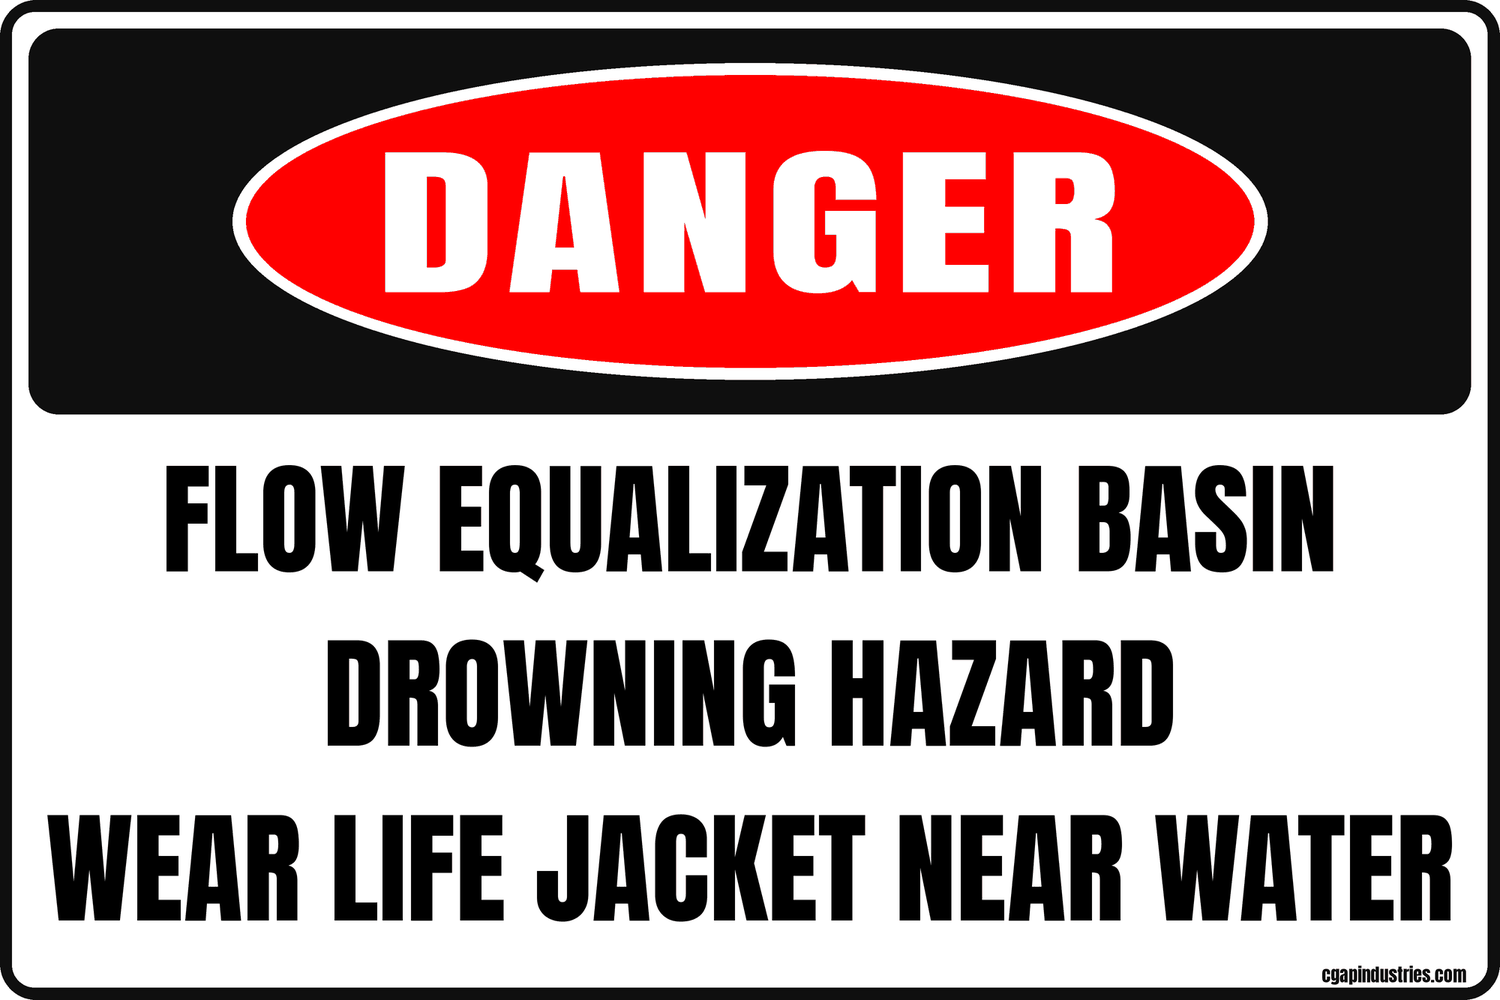 DANGER
FLOW EQUALIZATION BASIN
DROWNING HAZARD
WEAR LIFE JACKET NEAR WATER
cgapindustries.com